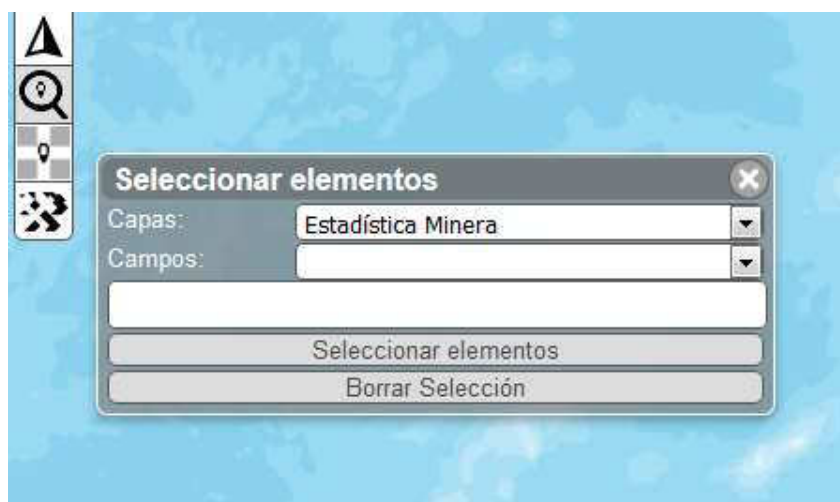 Seleccionar elementos
Capas: Estadística Minera
Campos:
Seleccionar elementos
Borrar Selección